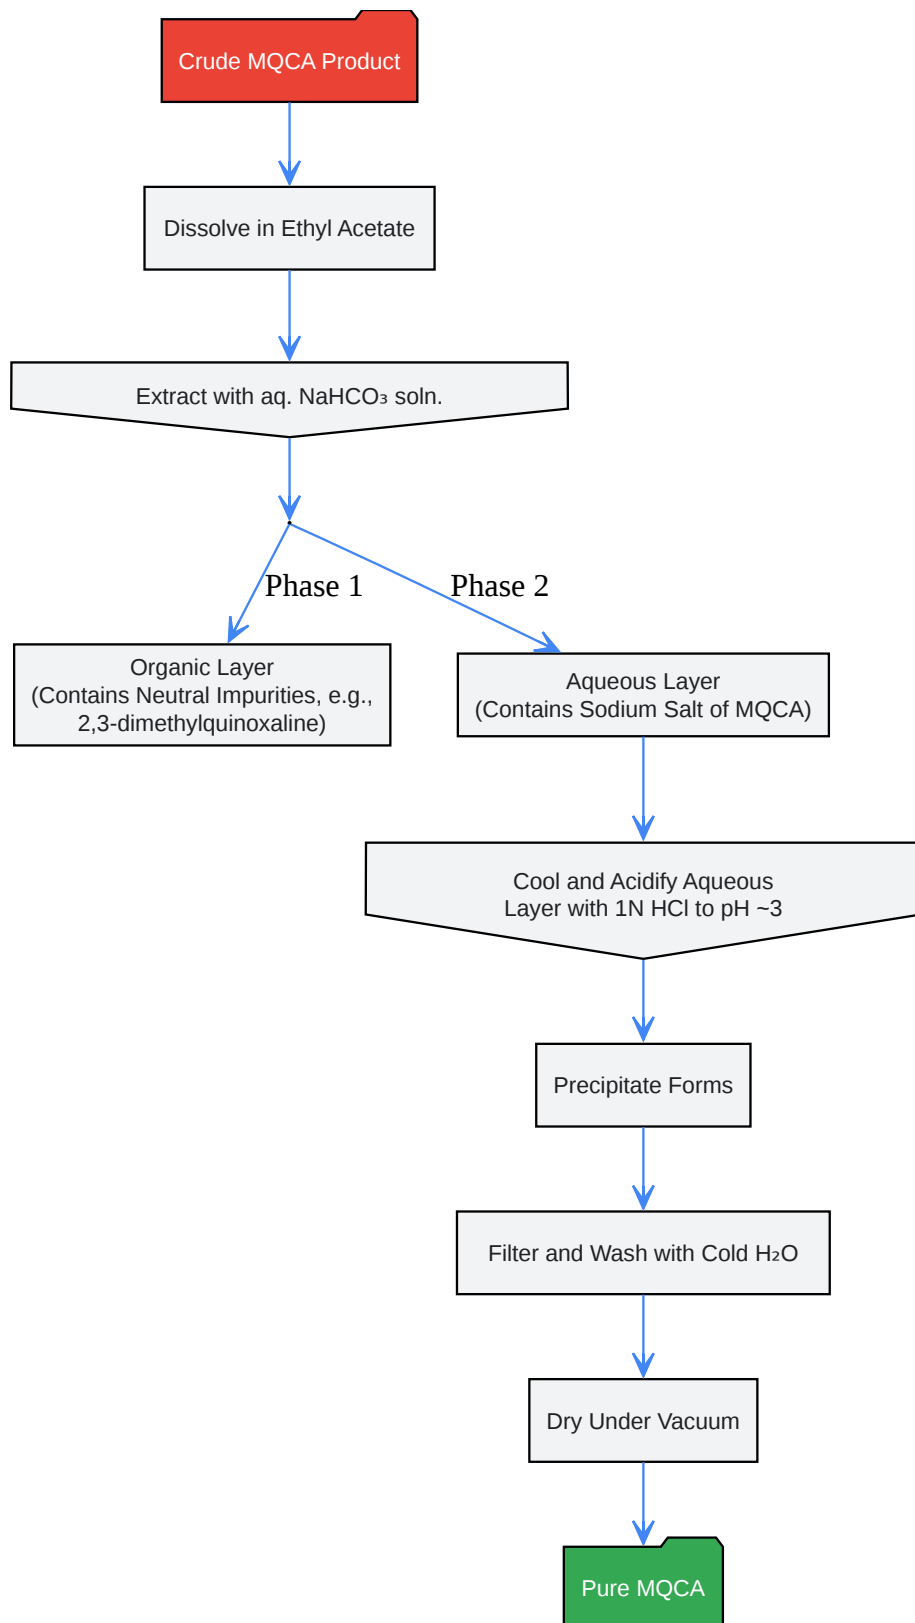 Crude MQCA Product
Dissolve in Ethyl Acetate
Extract with aq. NaHCO₃ soln.
Phase 1
Phase 2
Organic Layer
(Contains Neutral Impurities, e.g.,
2,3-dimethylquinoxaline)
Aqueous Layer
(Contains Sodium Salt of MQCA)
Cool and Acidify Aqueous
Layer with 1N HCl to pH ~3
Precipitate Forms
Filter and Wash with Cold H₂O
Dry Under Vacuum
Pure MQCA